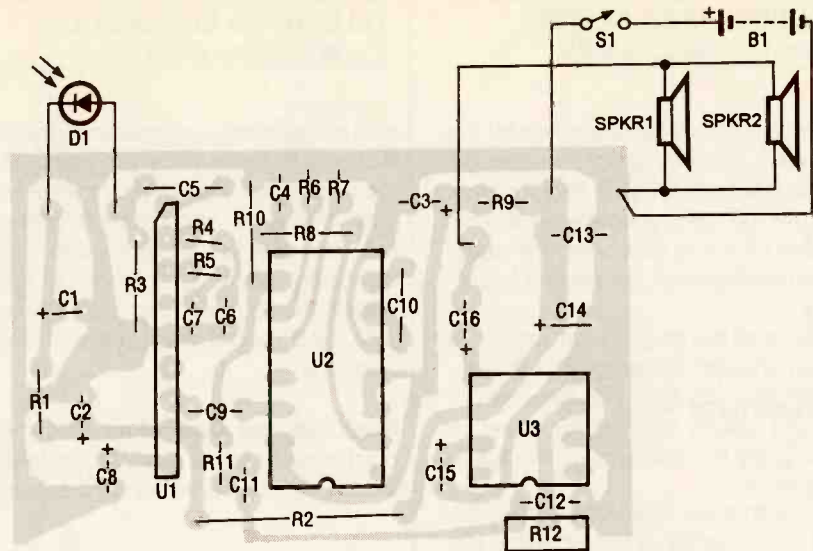 +
S1
B1
D1
SPKR1
SPKR2
C5
C4
R6
R7
R10
C3
+
R9
R4
R8
C13
R5
R3
C1
+
C7
C6
C10
C16
+
C14
+
U2
R1
C2
+
C9
U3
+
C8
R11
C11
+
C15
U1
C12
R2
R12